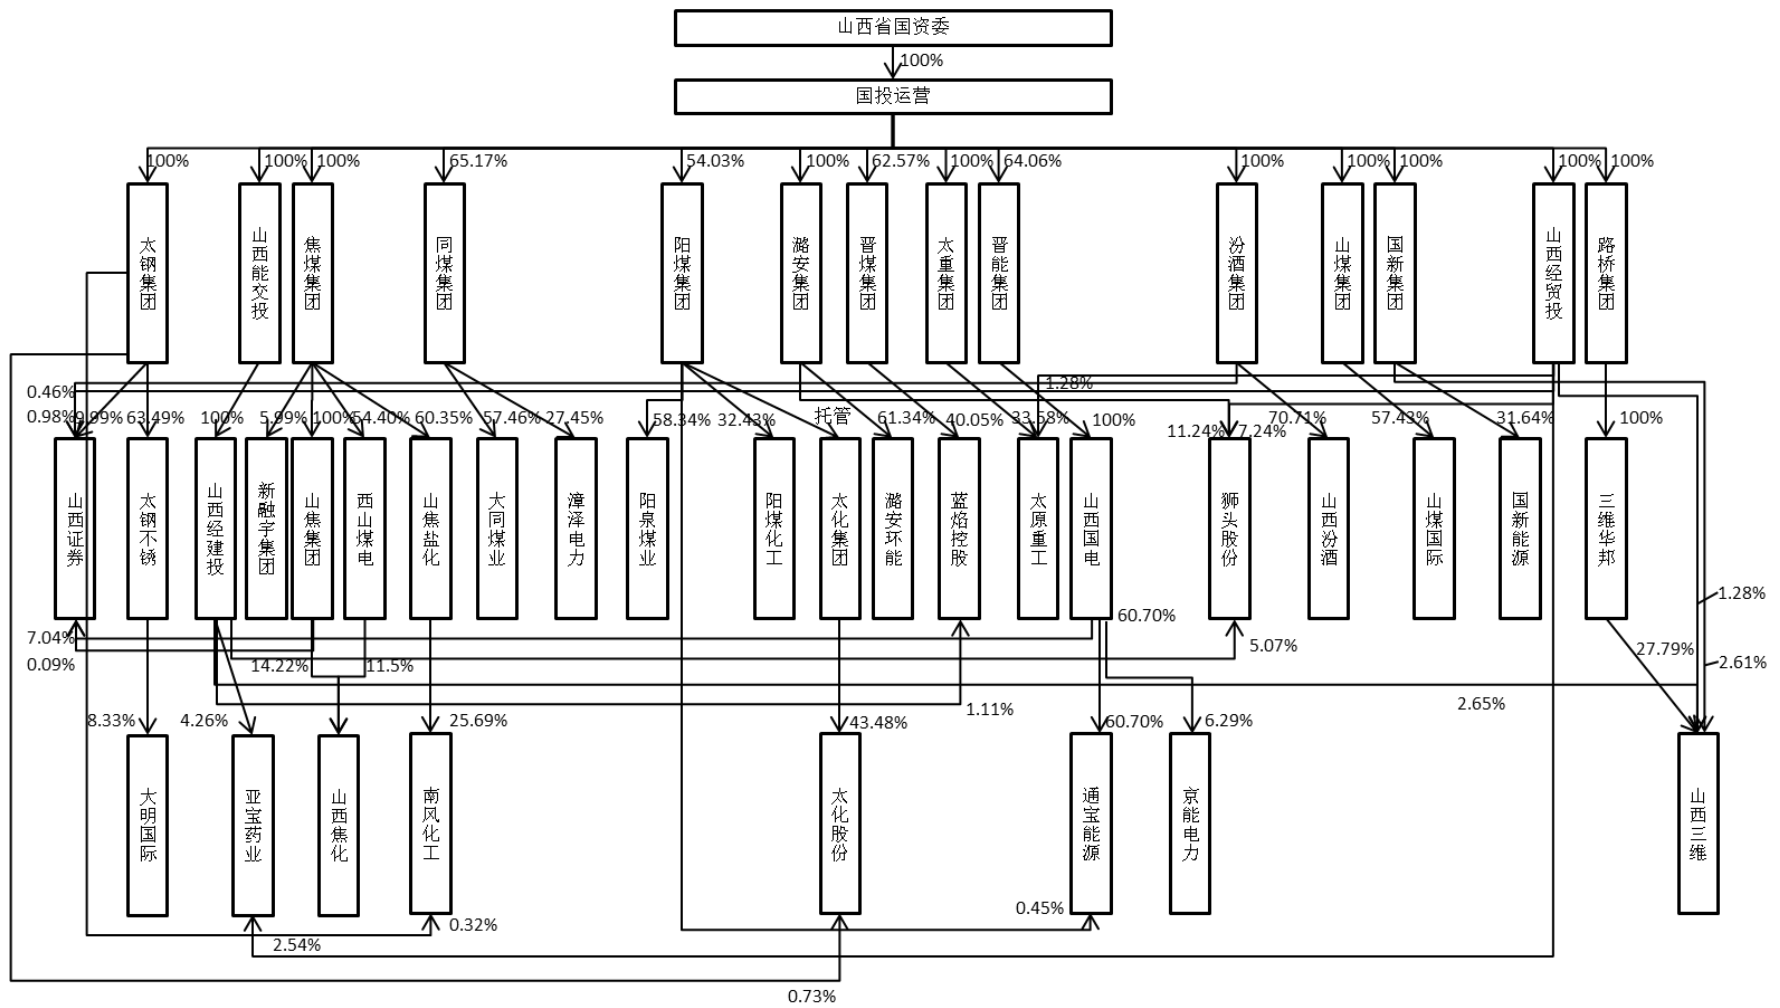 山西省国资委
100%
国投运营
100%
100%
100%
65.17%
54.03%
100%
62.57%
100%
64.06%
100%
100%
100%
100%
100%
太钢集团
山西能交投
焦煤集团
同煤集团
阳煤集团
潞安集团
晋煤集团
太重集团
晋能集团
汾酒集团
山煤集团
国新集团
山西经贸投
路桥集团
0.46%
1.28%
0.98%
9.99%
63.49%
100%
5.99%
100%
54.40%
60.35%
57.46%
27.45%
58.34%
32.43%
托管
61.34%
40.05%
33.58%
100%
11.24%
7.24%
70.71%
57.43%
31.64%
100%
山西证券
太钢不锈
山西经建投
新融宇集团
山焦集团
西山煤电
山焦盐化
大同煤业
漳泽电力
阳泉煤业
阳煤化工
太化集团
潞安环能
蓝焰控股
太原重工
山西国电
狮头股份
山西汾酒
山煤国际
国新能源
三维华邦
1.28%
60.70%
7.04%
0.09%
14.22%
11.5%
5.07%
27.79%
2.61%
2.65%
1.11%
8.33%
4.26%
25.69%
43.48%
60.70%
6.29%
大明国际
亚宝药业
山西焦化
南风化工
太化股份
通宝能源
京能电力
山西三维
0.45%
0.32%
2.54%
0.73%